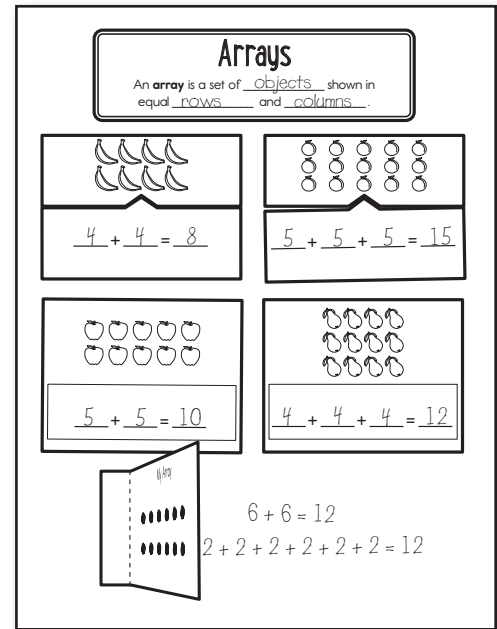 Arrays
An array is a set of objects shown in
equal rows and columns.
4 + 4 = 8
5 + 5 + 5 = 15
5 + 5 = 10
4 + 4 + 4 = 12
My Array
6 + 6 = 12
2 + 2 + 2 + 2 + 2 + 2 = 12